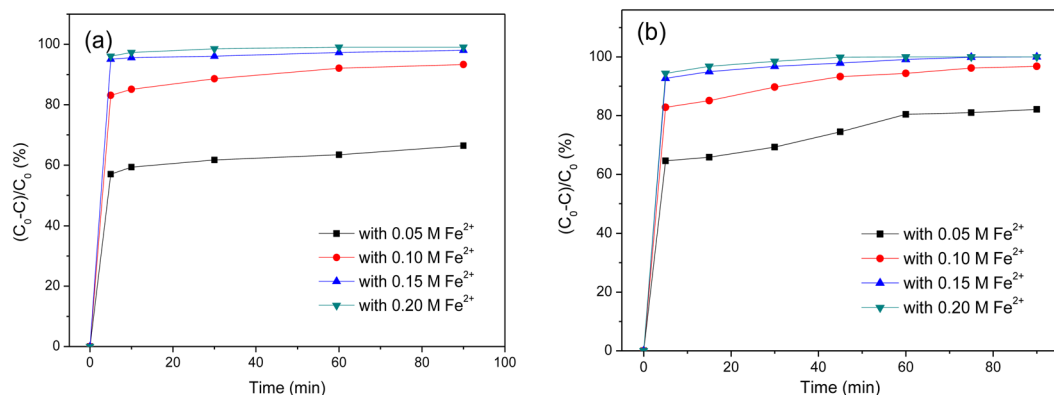 (a)
(C₀-C)/C₀ (%)
100
80
60
40
20
0
with 0.05 M Fe²⁺
with 0.10 M Fe²⁺
with 0.15 M Fe²⁺
with 0.20 M Fe²⁺
0 20 40 60 80 100
Time (min)
(b)
(C₀-C)/C₀ (%)
100
80
60
40
20
0
with 0.05 M Fe²⁺
with 0.10 M Fe²⁺
with 0.15 M Fe²⁺
with 0.20 M Fe²⁺
0 20 40 60 80
Time (min)